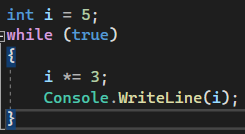 int i = 5;
while (true)
{
    i *= 3;
    Console.WriteLine(i);
}